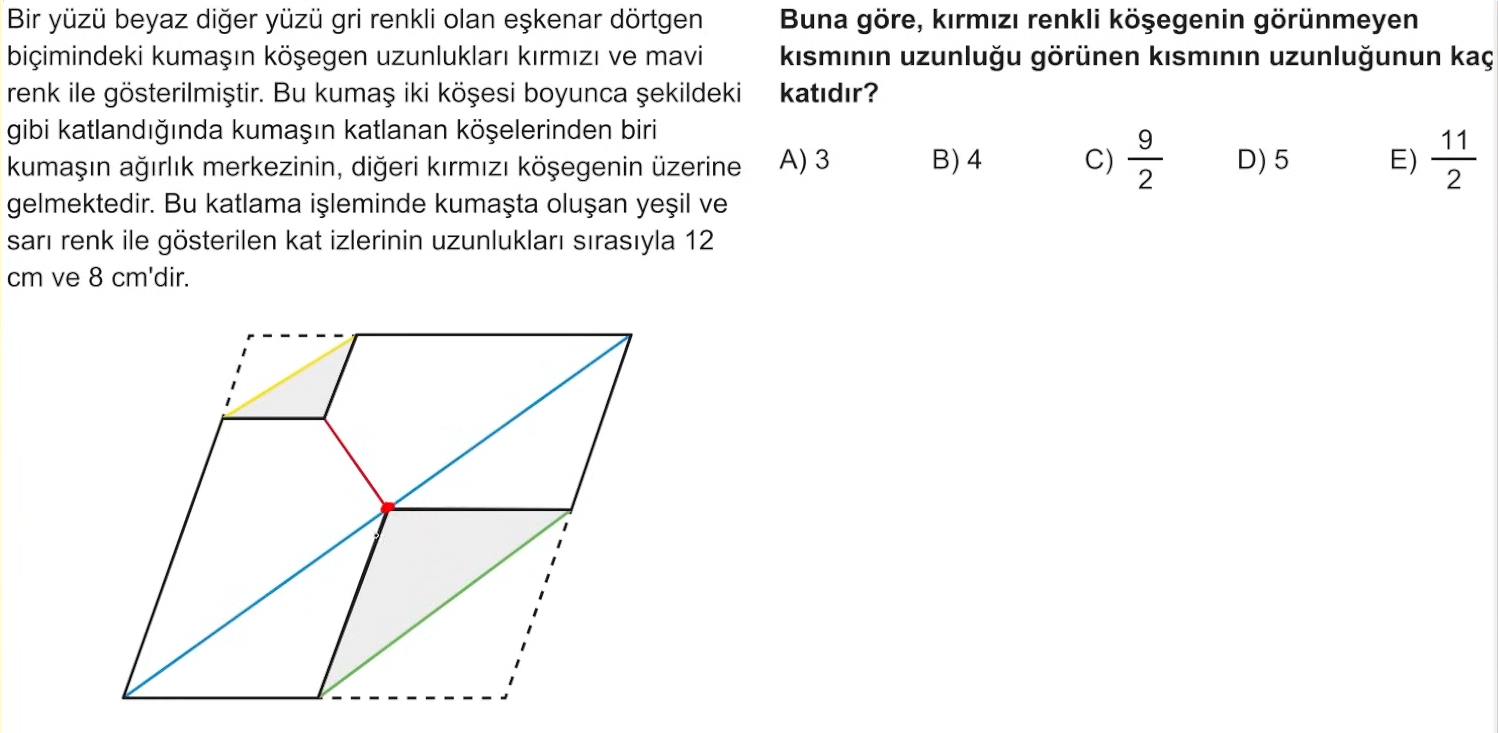 Bir yüzü beyaz diğer yüzü gri renkli olan eşkenar dörtgen
biçimindeki kumaşın köşegen uzunlukları kırmızı ve mavi
renk ile gösterilmiştir. Bu kumaş iki köşesi boyunca şekildeki
gibi katlandığında kumaşın katlanan köşelerinden biri
kumaşın ağırlık merkezinin, diğeri kırmızı köşegenin üzerine
gelmektedir. Bu katlama işleminde kumaşta oluşan yeşil ve
sarı renk ile gösterilen kat izlerinin uzunlukları sırasıyla 12
cm ve 8 cm'dir.
Buna göre, kırmızı renkli köşegenin görünmeyen
kısmının uzunluğu görünen kısmının uzunluğunun kaç
katıdır?
A) 3 B) 4 C) 9/2 D) 5 E) 11/2